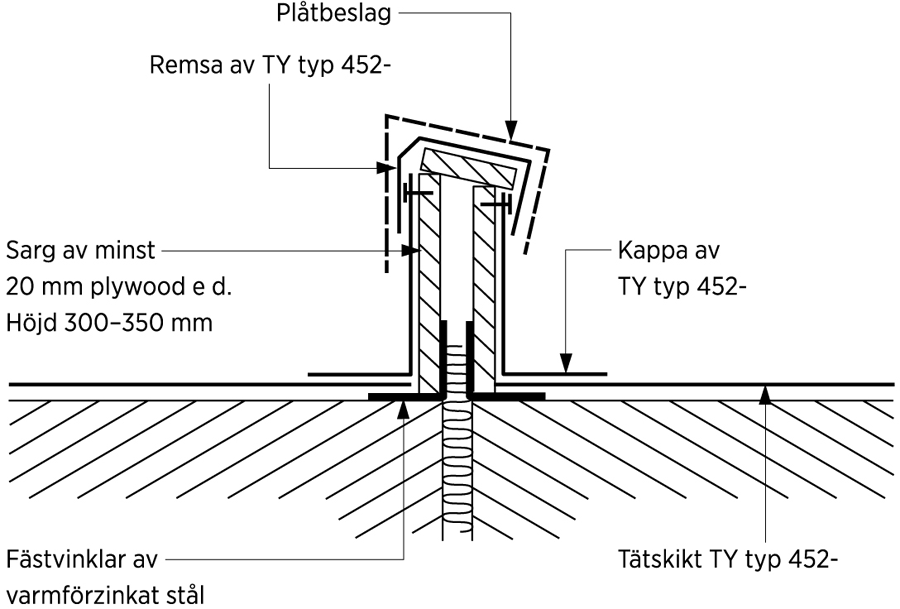 Plåtbeslag
Remsa av TY typ 452-
Sarg av minst
20 mm plywood e d.
Höjd 300–350 mm
Kappa av
TY typ 452-
Fästvinklar av
varmförzinkat stål
Tätskikt TY typ 452-